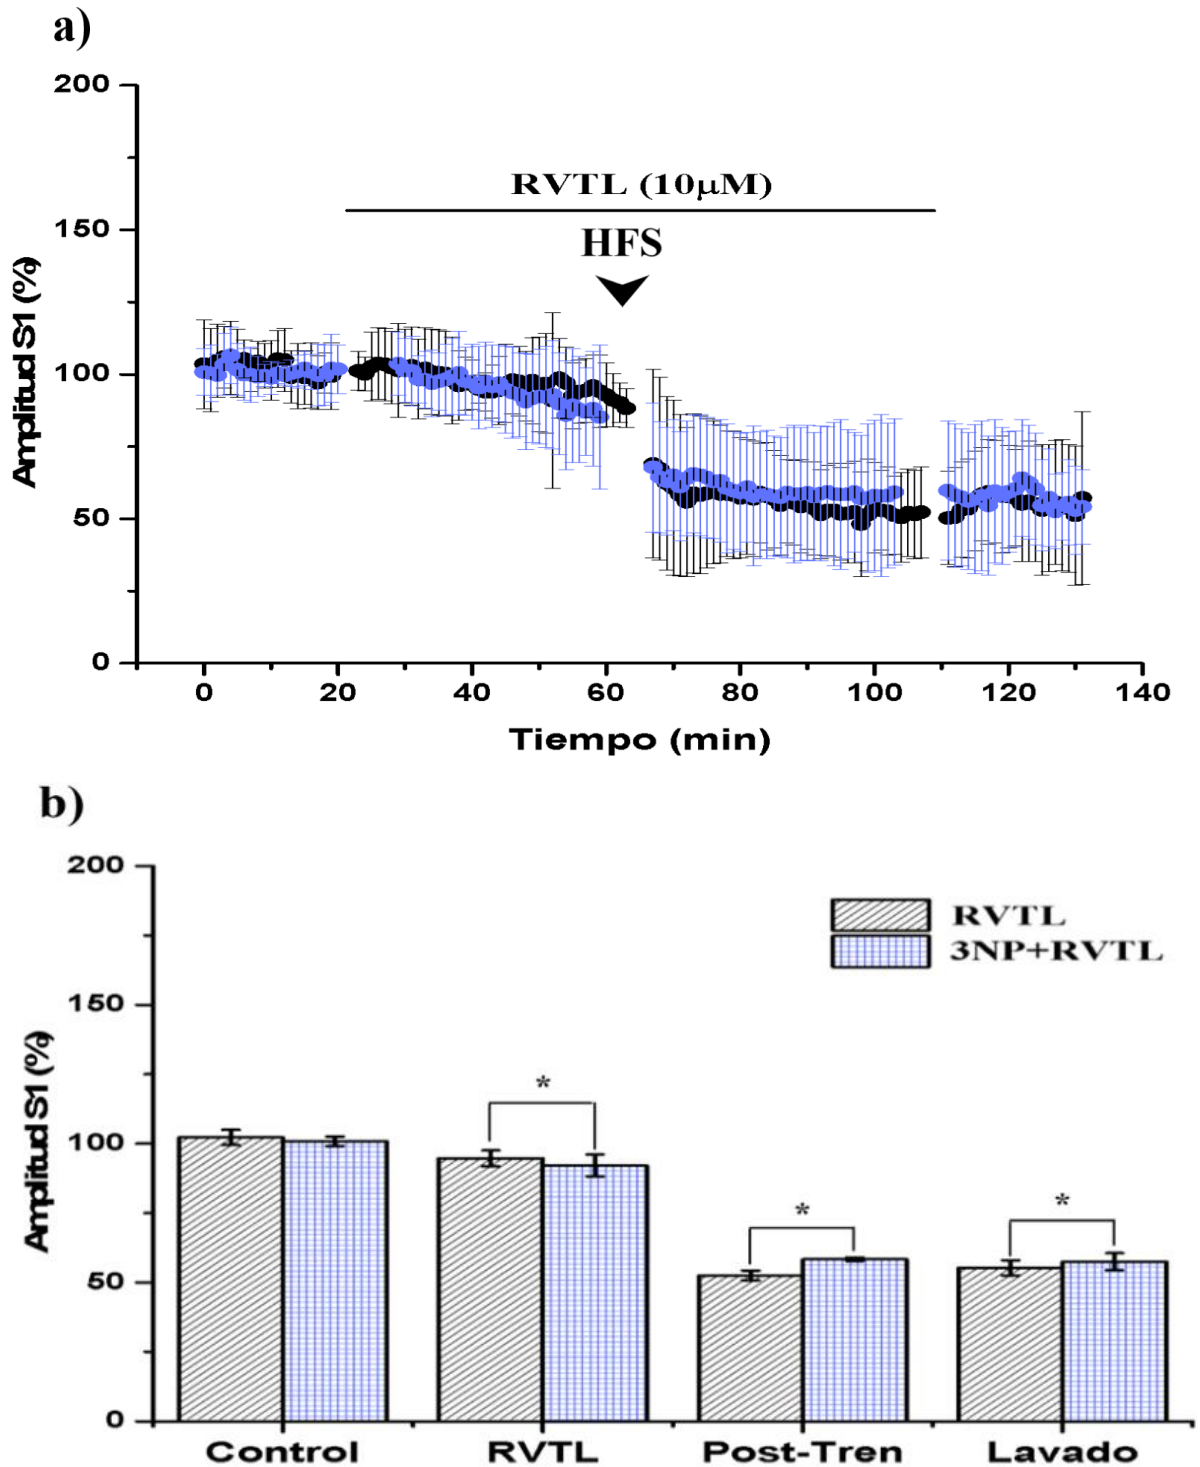 a)
200
RVTL (10µM)
150
HFS
100
50
0
Amplitud S1 (%)
0 20 40 60 80 100 120 140
Tiempo (min)
b)
200
RVTL
3NP+RVTL
150
*
100
*
*
50
0
Amplitud S1 (%)
Control RVTL Post-Tren Lavado